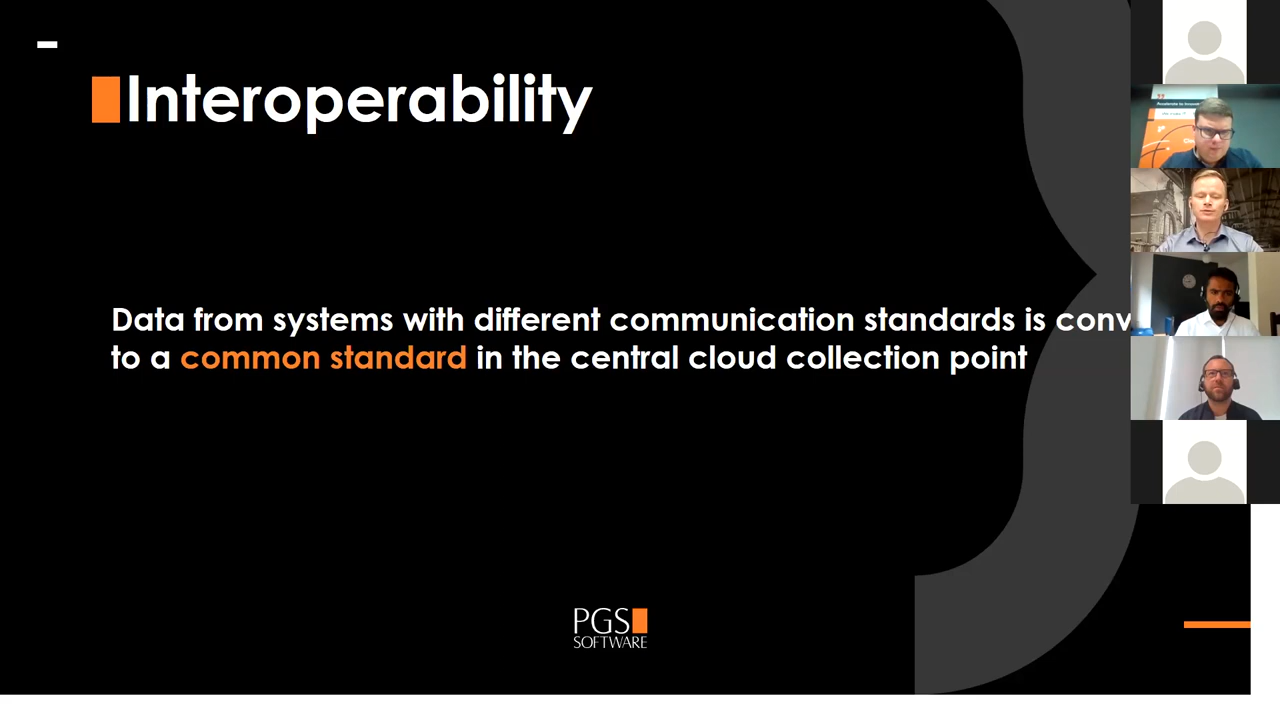 Interoperability
Data from systems with different communication standards is conv
to a common standard in the central cloud collection point
PGS
SOFTWARE